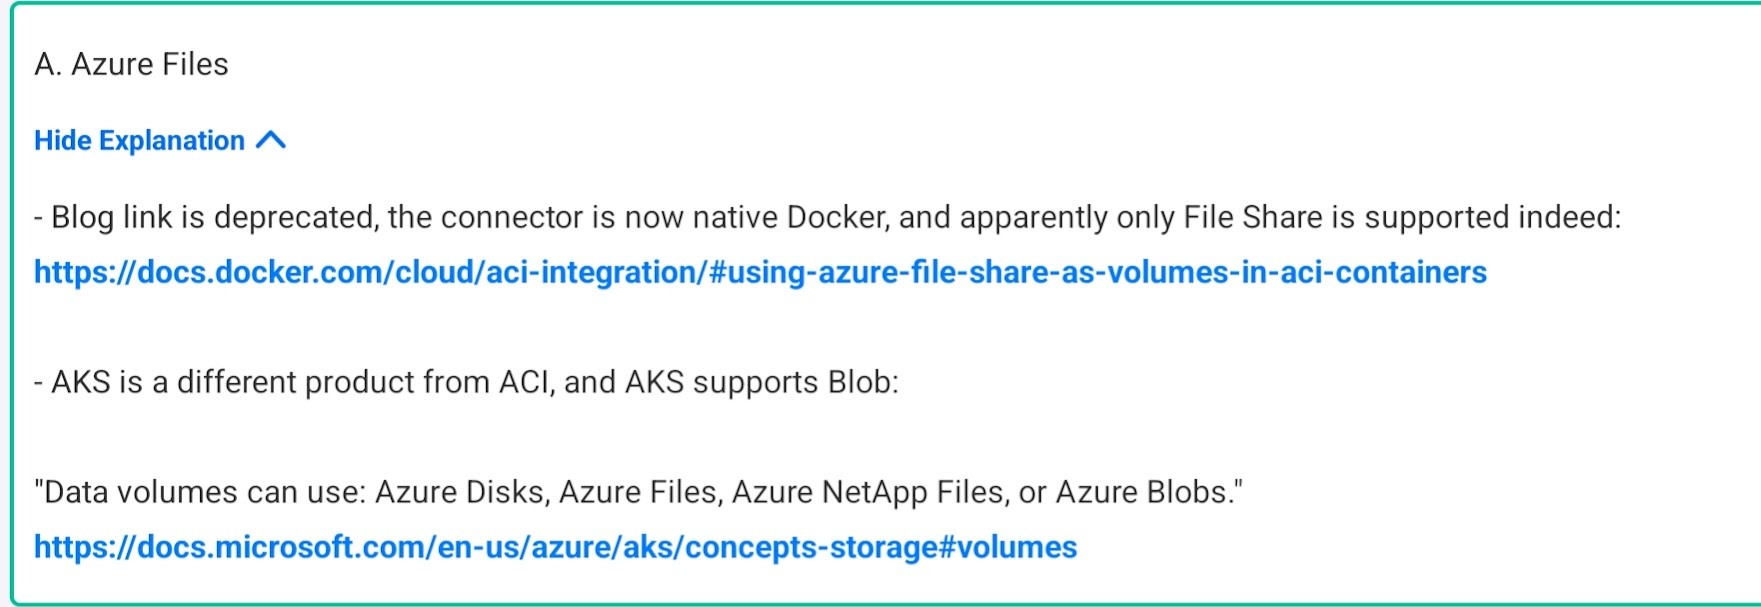 A. Azure Files
Hide Explanation
- Blog link is deprecated, the connector is now native Docker, and apparently only File Share is supported indeed:
https://docs.docker.com/cloud/aci-integration/#using-azure-file-share-as-volumes-in-aci-containers
- AKS is a different product from ACI, and AKS supports Blob:
"Data volumes can use: Azure Disks, Azure Files, Azure NetApp Files, or Azure Blobs."
https://docs.microsoft.com/en-us/azure/aks/concepts-storage#volumes